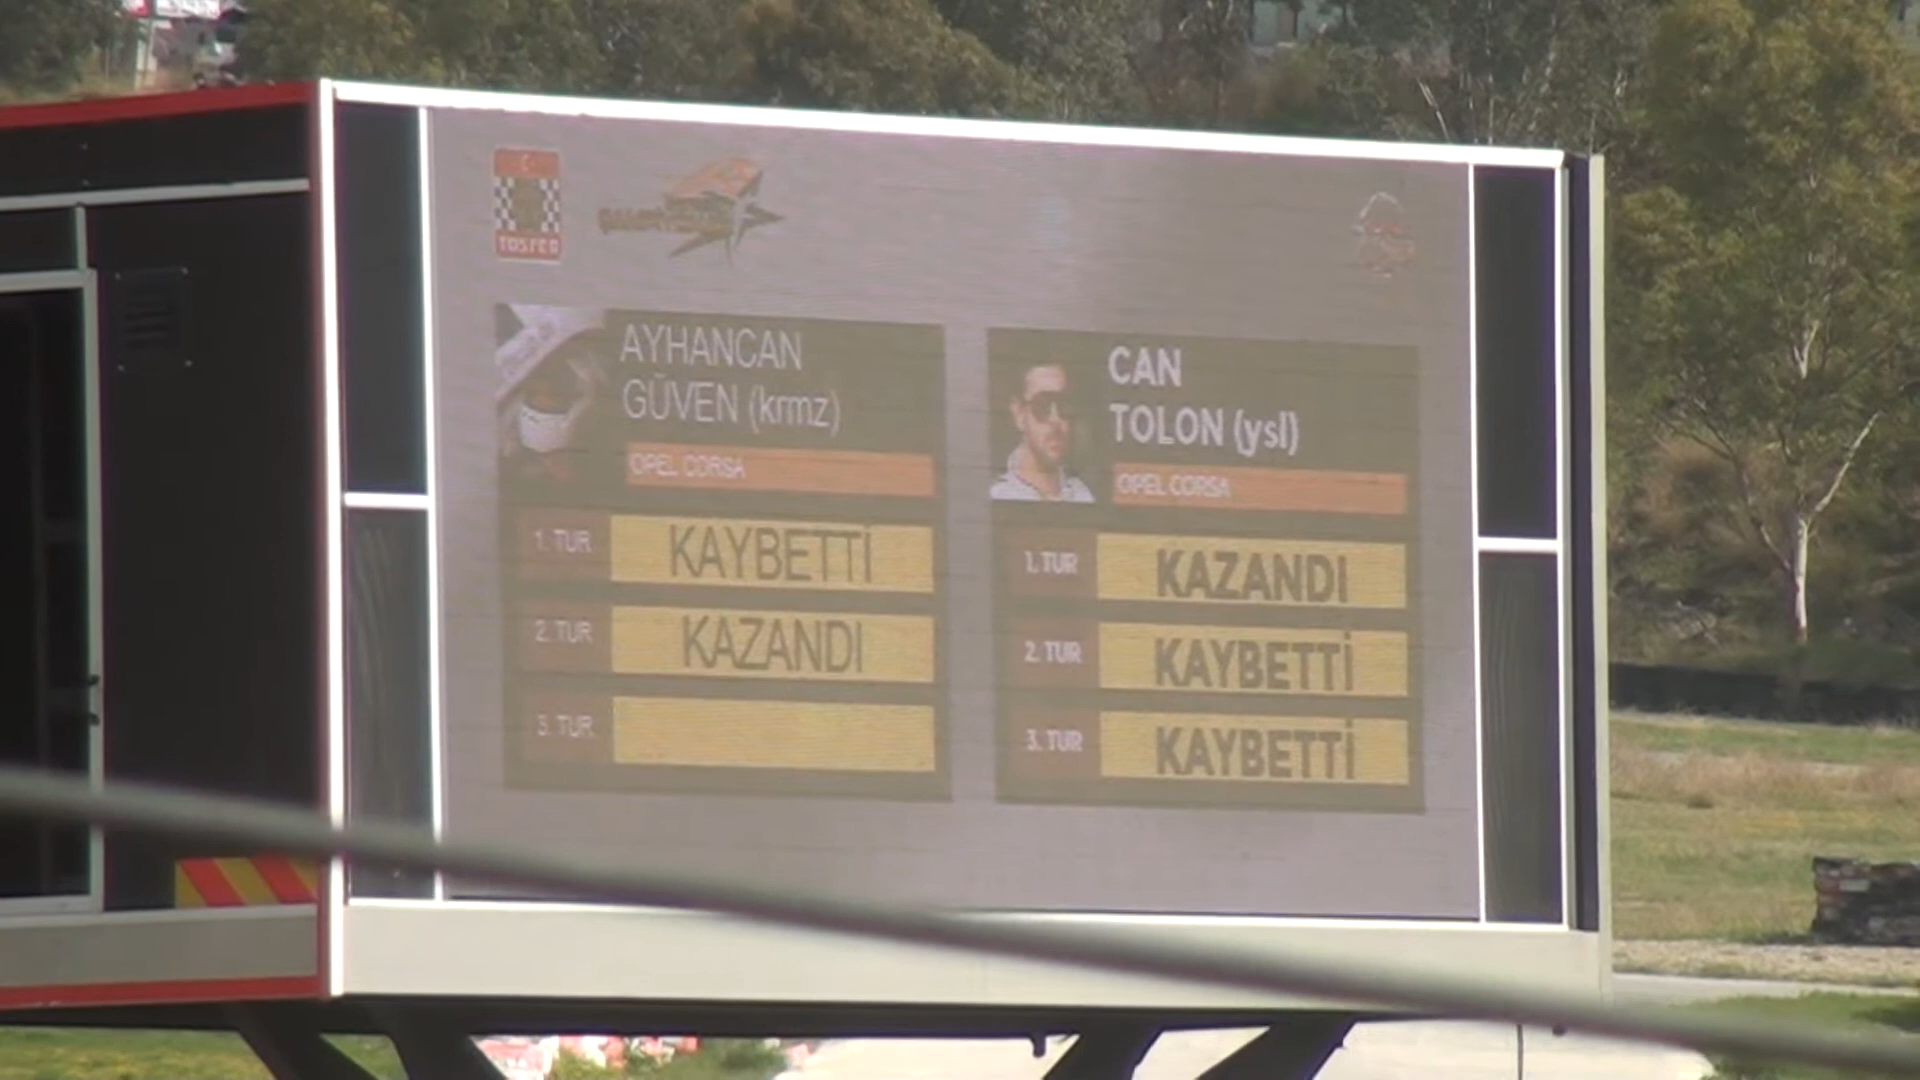 TOSFED
AYHANCAN
GÜVEN (krmz)
OPEL CORSA
1. TUR KAYBETTİ
2. TUR KAZANDI
3. TUR
CAN
TOLON (ysl)
OPEL CORSA
1. TUR KAZANDI
2. TUR KAYBETTİ
3. TUR KAYBETTİ